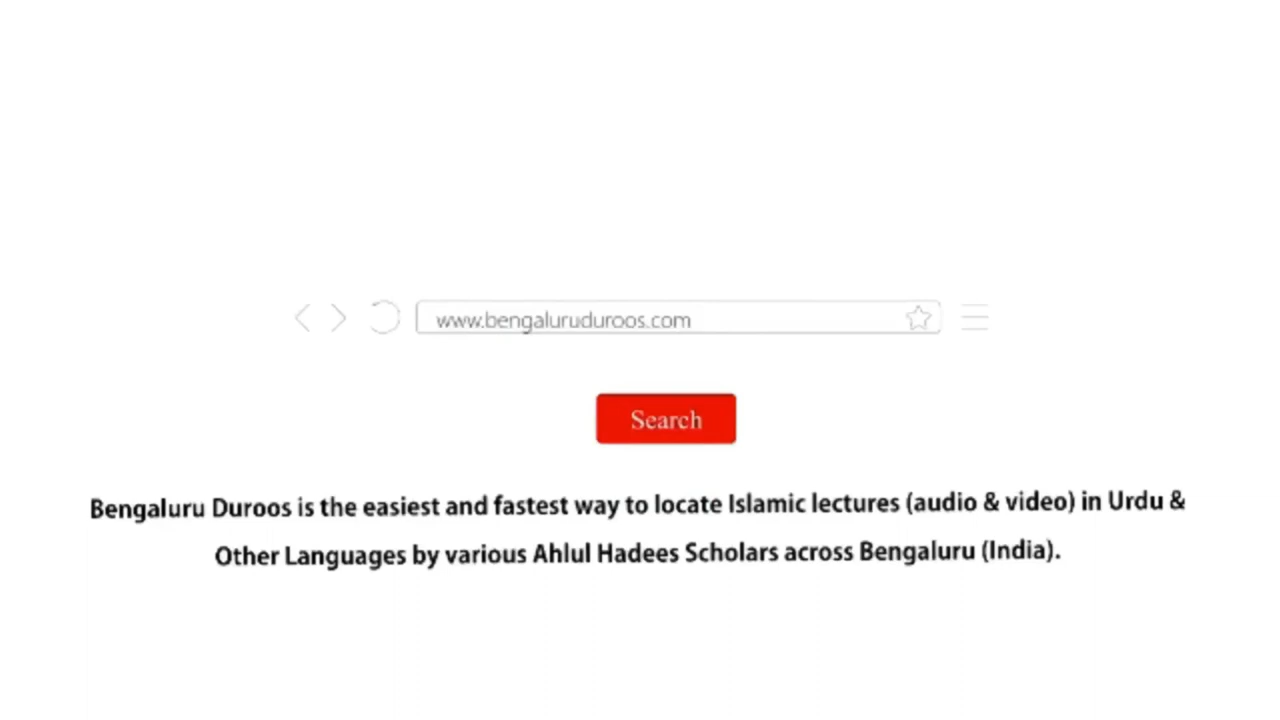 www.bengaluruduroos.com
Search
Bengaluru Duroos is the easiest and fastest way to locate Islamic lectures (audio & video) in Urdu &
Other Languages by various Ahlul Hadees Scholars across Bengaluru (India).